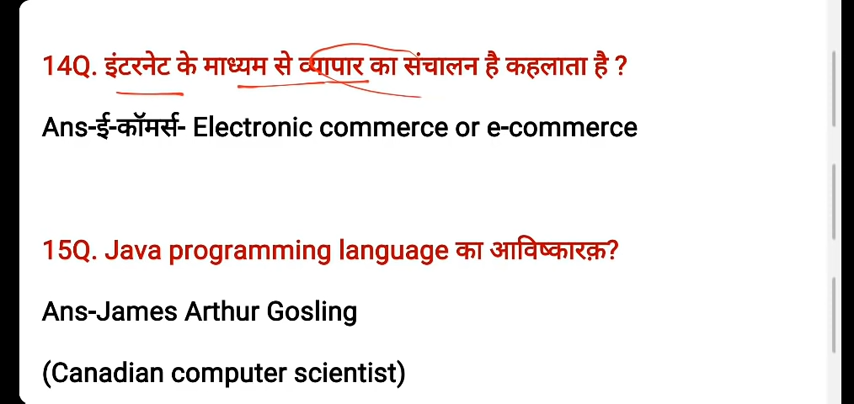 14Q. इंटरनेट के माध्यम से व्यापार का संचालन है कहलाता है ?
Ans-ई-कॉमर्स- Electronic commerce or e-commerce
15Q. Java programming language का आविष्कारक़?
Ans-James Arthur Gosling
(Canadian computer scientist)